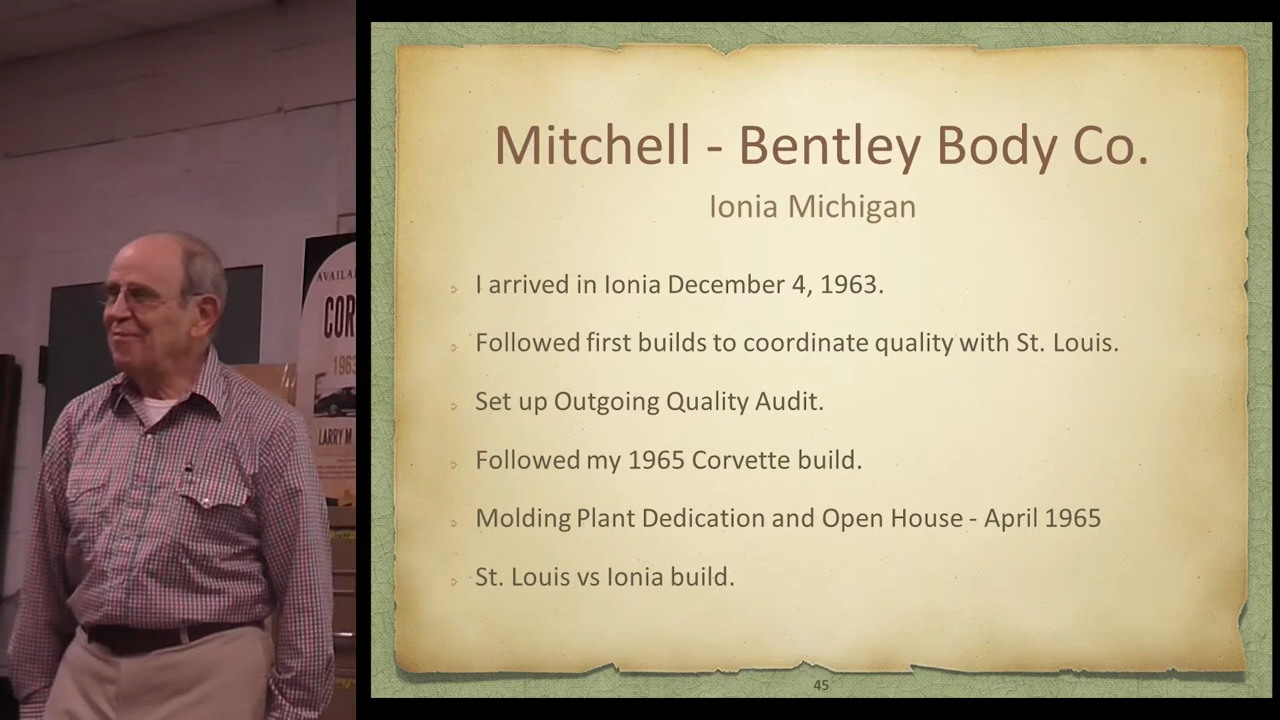 Mitchell - Bentley Body Co.
Ionia Michigan
I arrived in Ionia December 4, 1963.
Followed first builds to coordinate quality with St. Louis.
Set up Outgoing Quality Audit.
Followed my 1965 Corvette build.
Molding Plant Dedication and Open House - April 1965
St. Louis vs Ionia build.
45
1963
LARRY M